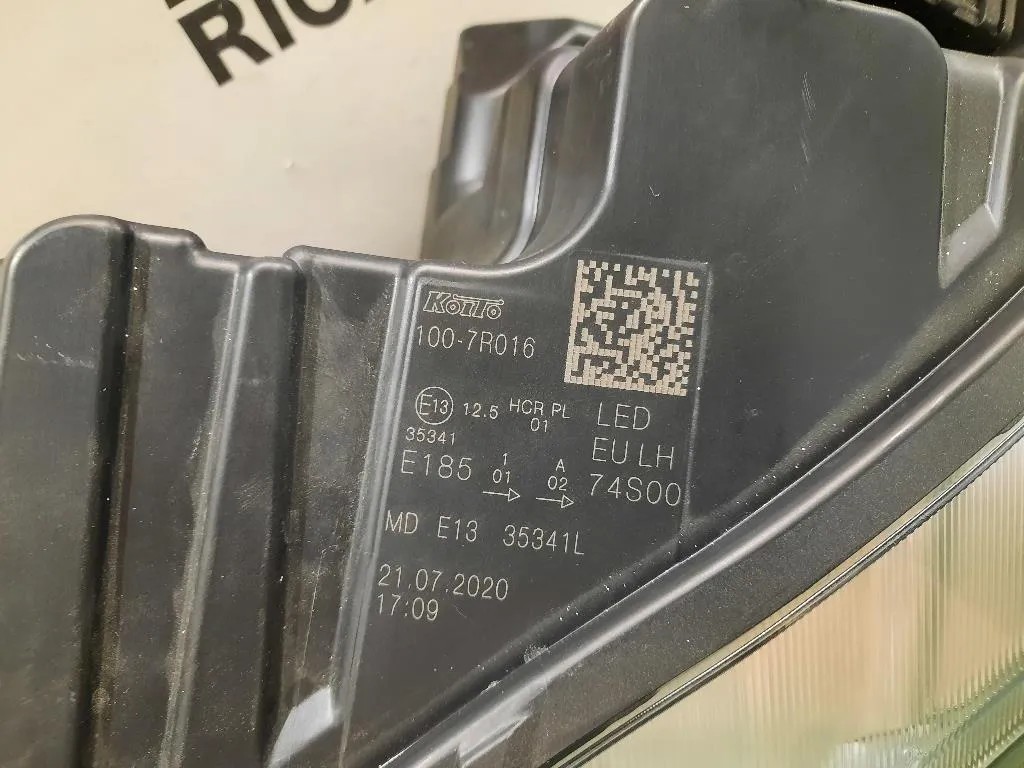 RIC
KOITO
100-7R016
E13 12.5 HCR PL
01
35341
LED
EU LH
74S00
E185 1 A
01 02
→ →
MD E13 35341L
21.07.2020
17:09